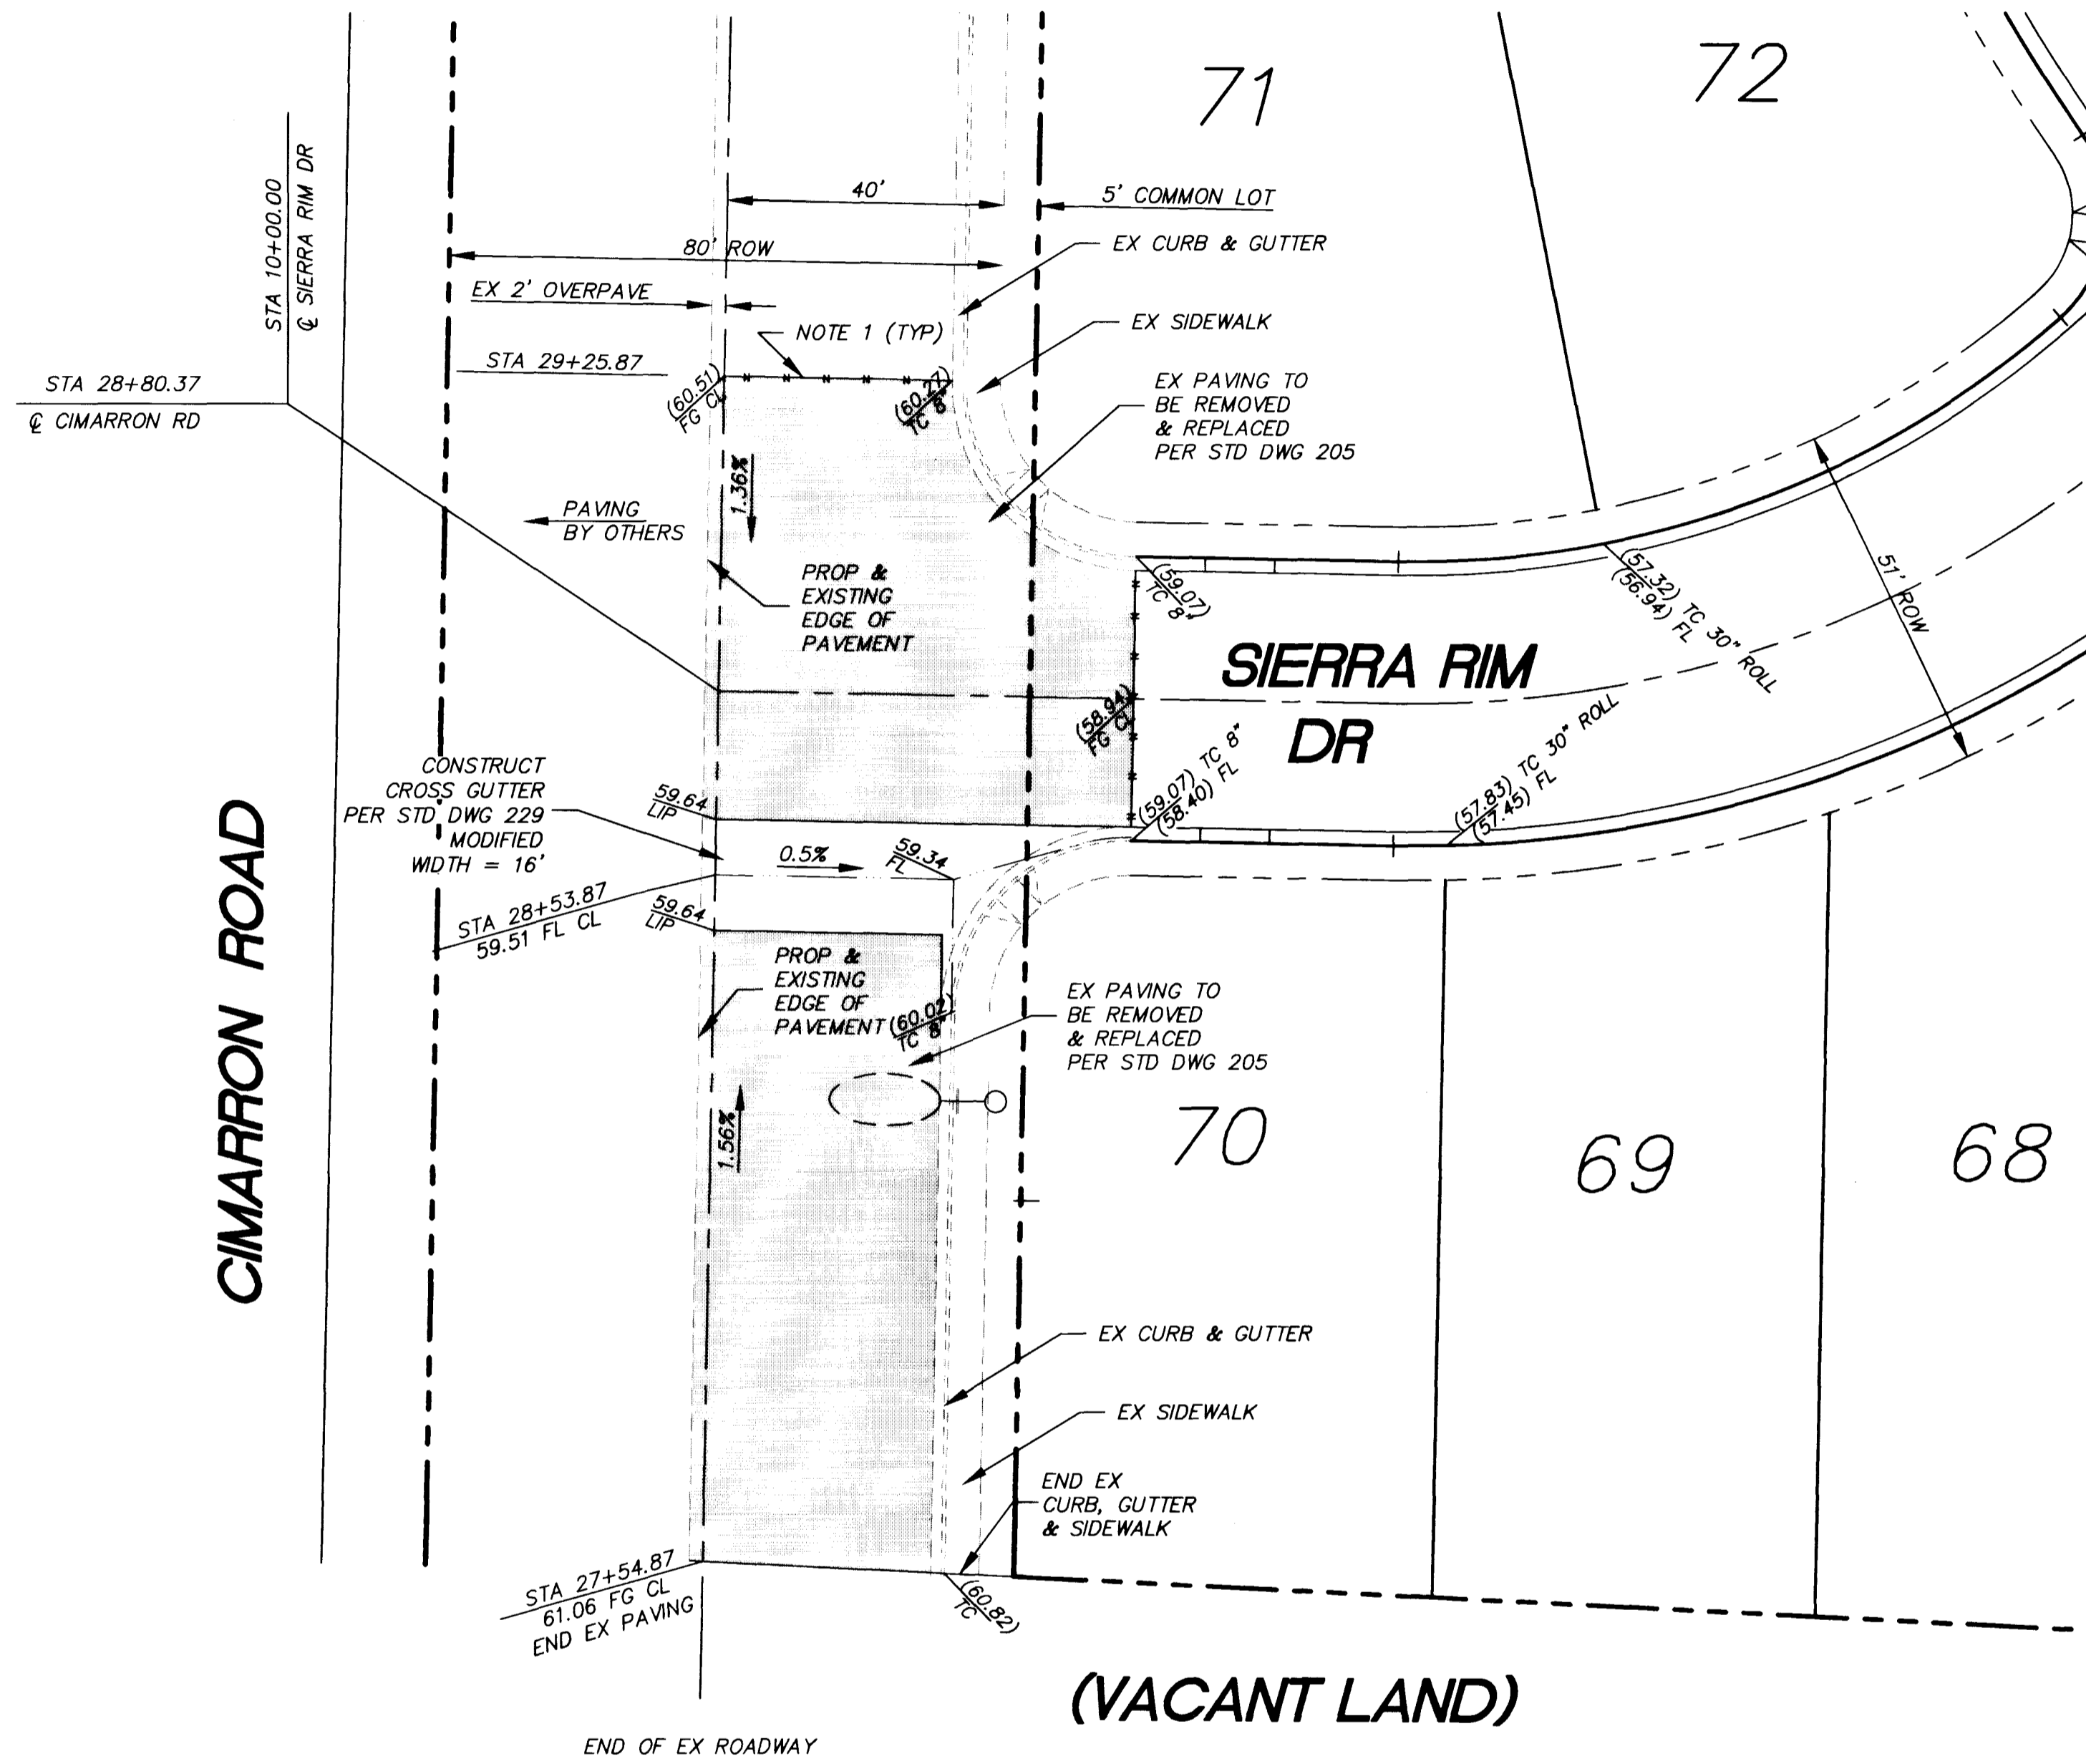 71
72
40'
5' COMMON LOT
80' ROW
EX CURB & GUTTER
EX 2' OVERPAVE
STA 10+00.00
℄ SIERRA RIM DR
NOTE 1 (TYP)
EX SIDEWALK
STA 29+25.87
STA 28+80.37
℄ CIMARRON RD
(60.51)
FG CL
(60.27)
TC 8"
EX PAVING TO
BE REMOVED
& REPLACED
PER STD DWG 205
1.36%
PAVING
BY OTHERS
PROP &
EXISTING
EDGE OF
PAVEMENT
(59.07)
TC 8"
(57.32) TC 30" ROLL
(56.94) FL
51' ROW
SIERRA RIM
DR
(58.94)
FG CL
(59.07) TC 8"
(58.40) FL
(57.83) TC 30" ROLL
(57.45) FL
CONSTRUCT
CROSS GUTTER
PER STD DWG 229
MODIFIED
WIDTH = 16'
59.64
LIP
0.5%
59.34
FL
STA 28+53.87
59.51 FL CL
59.64
LIP
CIMARRON ROAD
PROP &
EXISTING
EDGE OF
PAVEMENT
(60.02)
TC 8"
EX PAVING TO
BE REMOVED
& REPLACED
PER STD DWG 205
1.56%
70
69
68
EX CURB & GUTTER
EX SIDEWALK
END EX
CURB, GUTTER
& SIDEWALK
STA 27+54.87
61.06 FG CL
END EX PAVING
(60.82)
TC
(VACANT LAND)
END OF EX ROADWAY